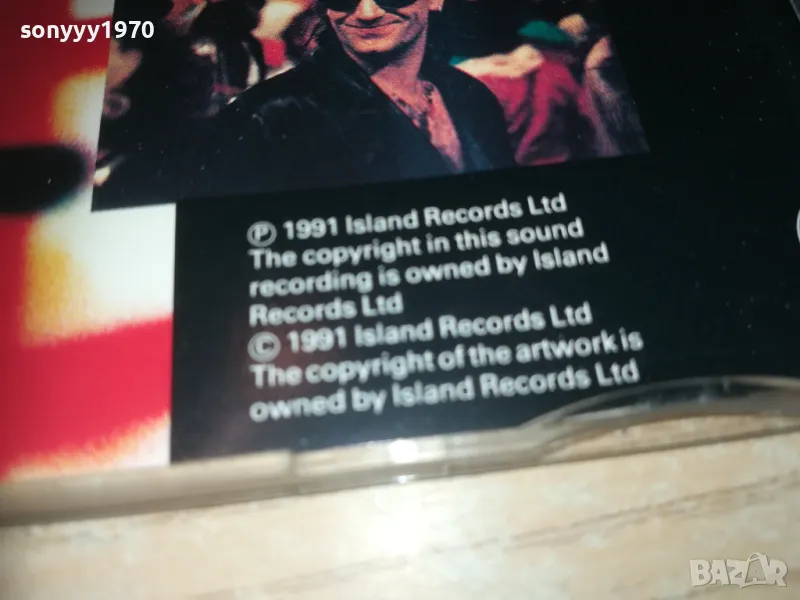 sonyyy1970
Ⓟ 1991 Island Records Ltd
The copyright in this sound
recording is owned by Island
Records Ltd
© 1991 Island Records Ltd
The copyright of the artwork is
owned by Island Records Ltd
BAZAR